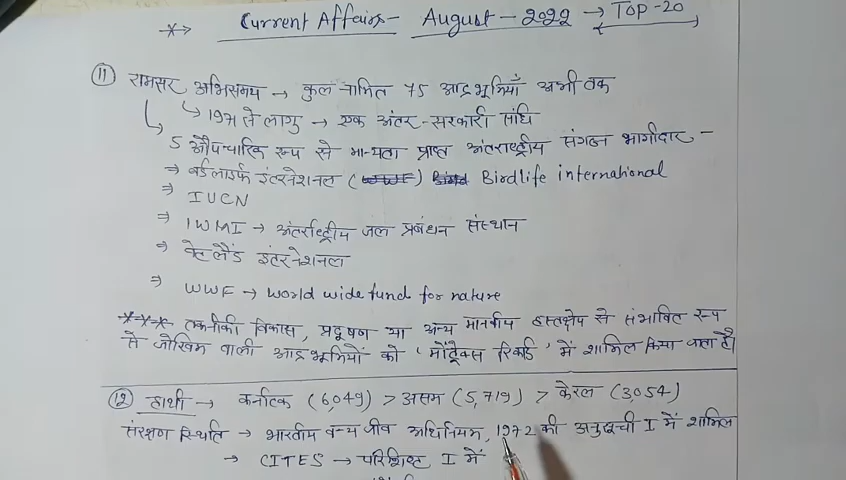 *→ Current Affairs - August - 2022 → TOP-20
⑪ रामसर अभिसमय → कुल नामित 75 आद्रभूमियाँ अभी तक
↳ 1971 से लागु → एक अंतर-सरकारी संधि
↳ 5 औपचारिक रूप से मान्यता प्राप्त अंतर्राष्ट्रीय संगठन भागीदार -
⇒ बर्डलाइफ इंटरनेशनल (WWF) Birdlife international
⇒ IUCN
⇒ IWMI → अंतर्राष्ट्रीय जल प्रबंधन संस्थान
⇒ वेटलैंड इंटरनेशनल
⇒ WWF → World wide fund for nature
*** तकनीकी विकास, प्रदूषण या अन्य मानवीय हस्तक्षेप से संभावित रूप
से जोखिम वाली आद्रभूमियों को 'मोंट्रेक्स रिकॉर्ड' में शामिल किया जाता है।
⑫ हाथी → कर्नाटक (6,049) > असम (5,719) > केरल (3,054)
संरक्षण स्थिति → भारतीय वन्य जीव अधिनियम, 1972 की अनुसूची I में शामिल
→ CITES → परिशिष्ट I में